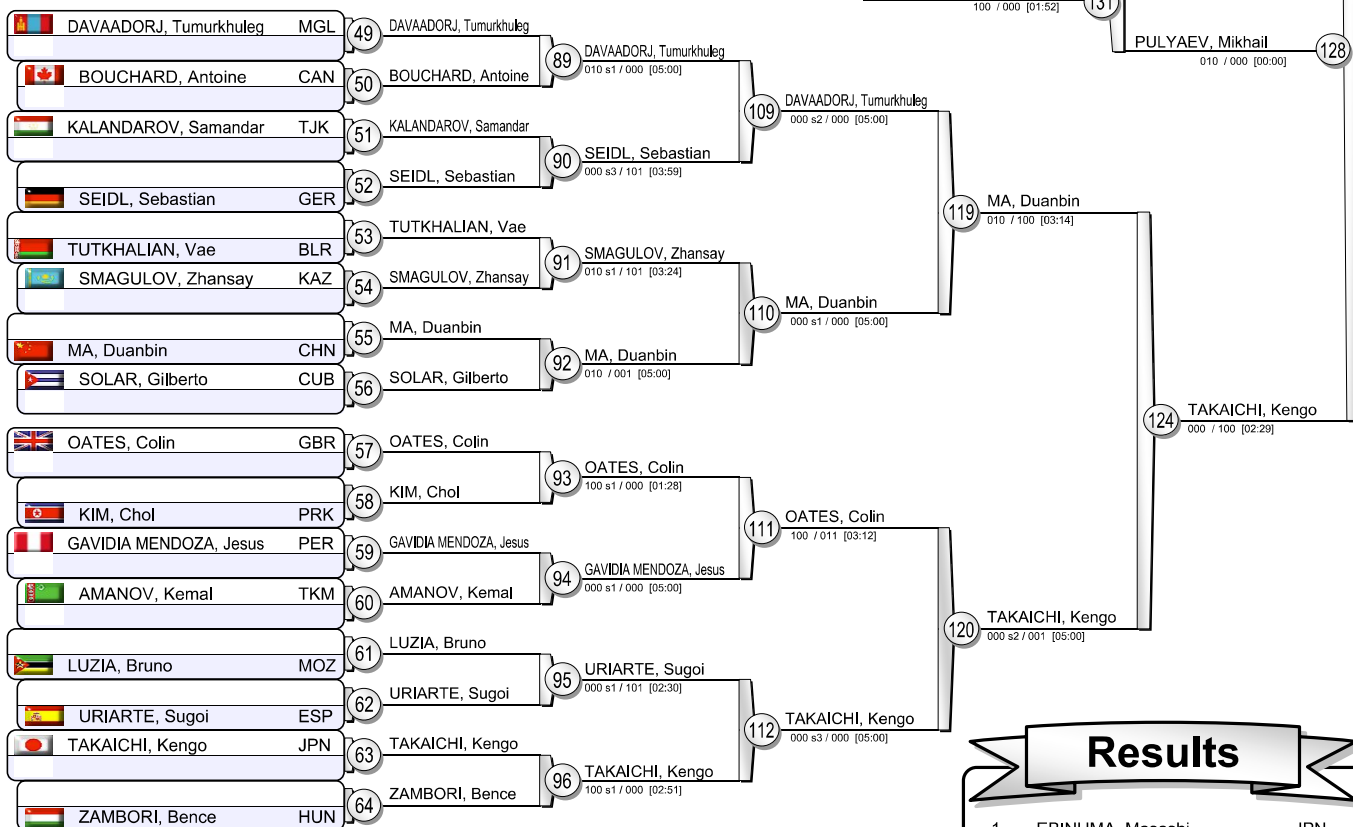 100 / 000 [01:52]
131
PULYAEV, Mikhail
010 / 000 [00:00]
128
DAVAADORJ, Tumurkhuleg MGL
49
DAVAADORJ, Tumurkhuleg
89
DAVAADORJ, Tumurkhuleg
010 s1 / 000 [05:00]
BOUCHARD, Antoine CAN
50
BOUCHARD, Antoine
109
DAVAADORJ, Tumurkhuleg
000 s2 / 000 [05:00]
KALANDAROV, Samandar TJK
51
KALANDAROV, Samandar
90
SEIDL, Sebastian
000 s3 / 101 [03:59]
SEIDL, Sebastian GER
52
SEIDL, Sebastian
119
MA, Duanbin
010 / 100 [03:14]
TUTKHALIAN, Vae BLR
53
TUTKHALIAN, Vae
91
SMAGULOV, Zhansay
010 s1 / 101 [03:24]
SMAGULOV, Zhansay KAZ
54
SMAGULOV, Zhansay
110
MA, Duanbin
000 s1 / 000 [05:00]
MA, Duanbin CHN
55
MA, Duanbin
92
MA, Duanbin
010 / 001 [05:00]
SOLAR, Gilberto CUB
56
SOLAR, Gilberto
124
TAKAICHI, Kengo
000 / 100 [02:29]
OATES, Colin GBR
57
OATES, Colin
93
OATES, Colin
100 s1 / 000 [01:28]
KIM, Chol PRK
58
KIM, Chol
111
OATES, Colin
100 / 011 [03:12]
GAVIDIA MENDOZA, Jesus PER
59
GAVIDIA MENDOZA, Jesus
94
GAVIDIA MENDOZA, Jesus
000 s1 / 000 [05:00]
AMANOV, Kemal TKM
60
AMANOV, Kemal
120
TAKAICHI, Kengo
000 s2 / 001 [05:00]
LUZIA, Bruno MOZ
61
LUZIA, Bruno
95
URIARTE, Sugoi
000 s1 / 101 [02:30]
URIARTE, Sugoi ESP
62
URIARTE, Sugoi
112
TAKAICHI, Kengo
000 s3 / 000 [05:00]
TAKAICHI, Kengo JPN
63
TAKAICHI, Kengo
96
TAKAICHI, Kengo
100 s1 / 000 [02:51]
ZAMBORI, Bence HUN
64
ZAMBORI, Bence
Results
1 EBINUMA, Masashi JPN